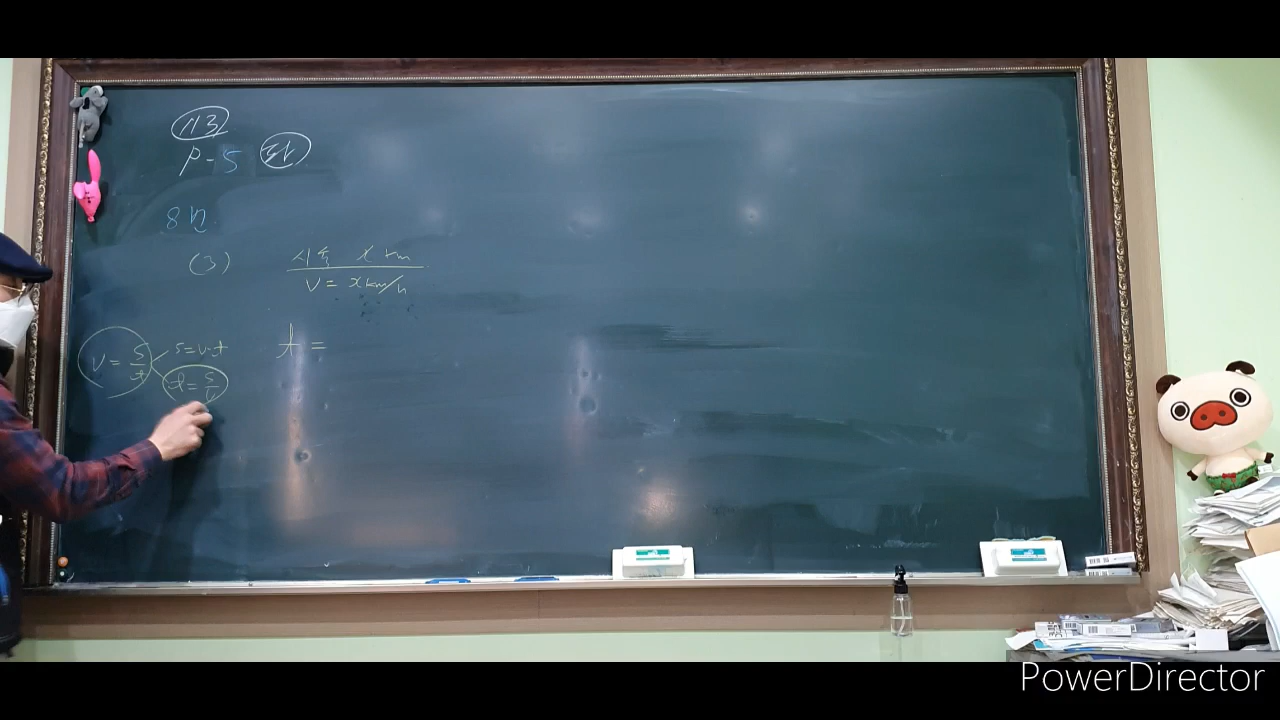 113
P-5
8번
(3) 시속 x km
V = x km/h
V = S/t
S = V·t
t = S/V
t =
PowerDirector